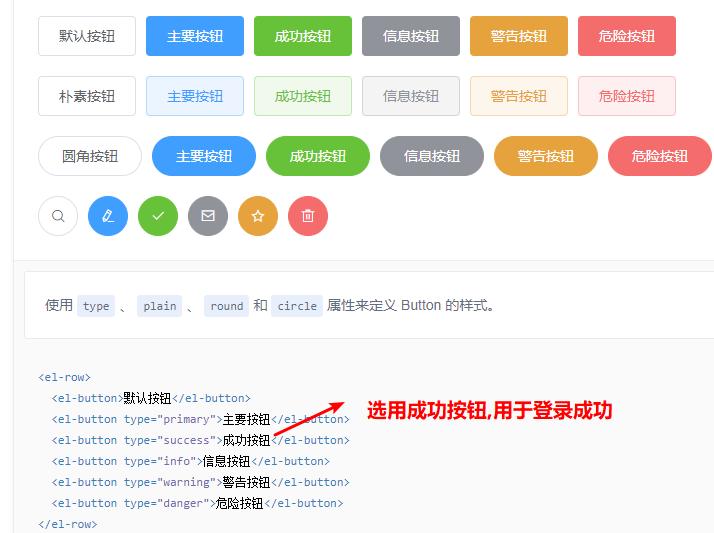 默认按钮 主要按钮 成功按钮 信息按钮 警告按钮 危险按钮
朴素按钮 主要按钮 成功按钮 信息按钮 警告按钮 危险按钮
圆角按钮 主要按钮 成功按钮 信息按钮 警告按钮 危险按钮
使用 type 、 plain 、 round 和 circle 属性来定义 Button 的样式。
<el-row>
<el-button>默认按钮</el-button>
<el-button type="primary">主要按钮</el-button>
<el-button type="success">成功按钮</el-button>
<el-button type="info">信息按钮</el-button>
<el-button type="warning">警告按钮</el-button>
<el-button type="danger">危险按钮</el-button>
</el-row>
选用成功按钮,用于登录成功